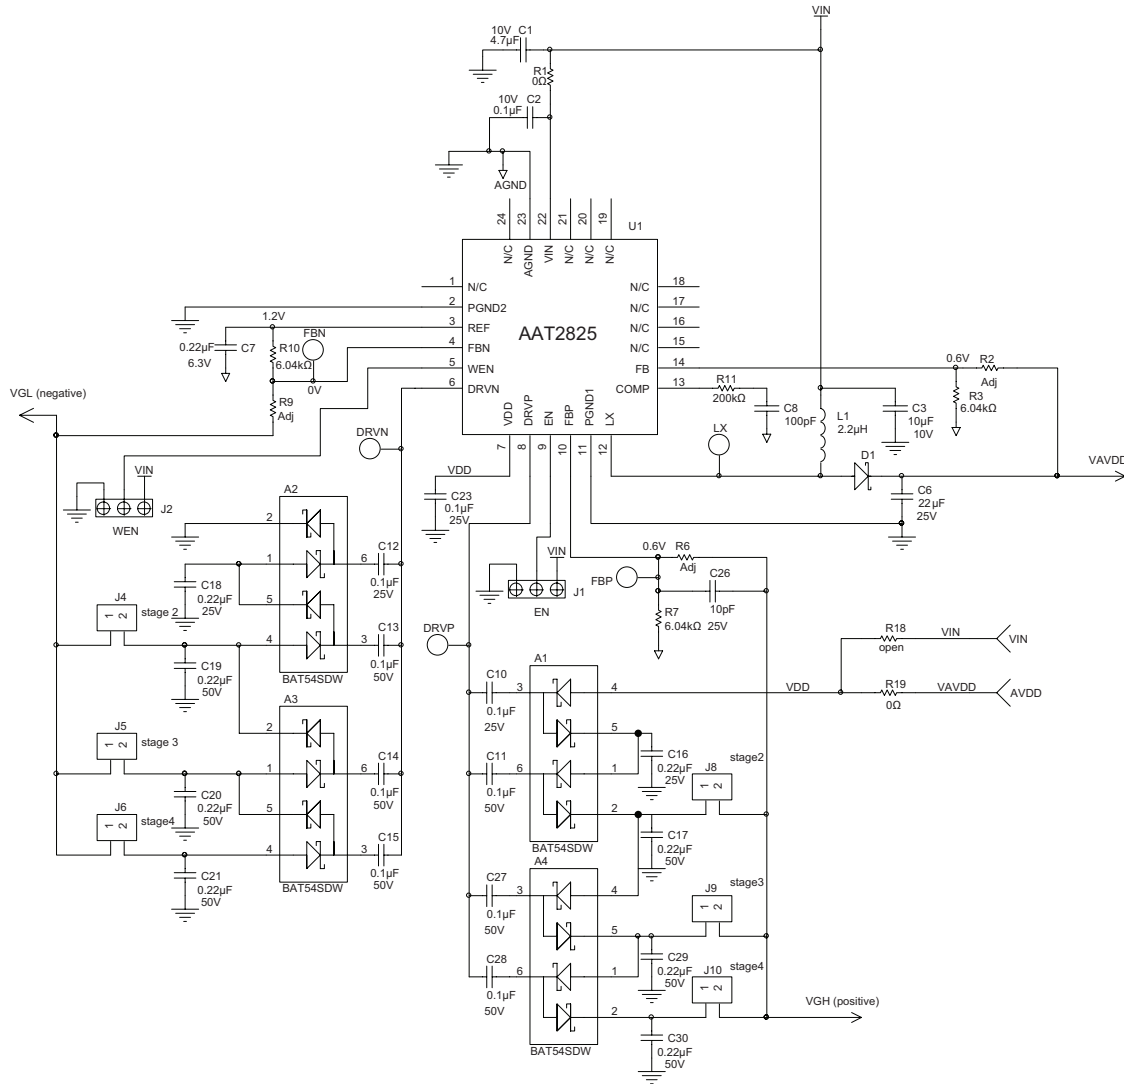 VIN
10V C1
4.7µF
R1
0Ω
10V C2
0.1µF
AGND
24
23
22
21
20
19
U1
N/C
AGND
VIN
N/C
N/C
N/C
1 N/C
2 PGND2
3 REF
4 FBN
5 WEN
6 DRVN
N/C 18
N/C 17
N/C 16
N/C 15
FB 14
COMP 13
AAT2825
VDD
DRVP
EN
FBP
PGND1
LX
7
8
9
10
11
12
1.2V
FBN
0.22µF C7
6.3V
R10
6.04kΩ
0V
R9
Adj
VGL (negative)
DRVN
0.6V R2
Adj
R3
6.04kΩ
R11
200kΩ
C8
100pF
L1
2.2µH
C3
10µF
10V
LX
D1
VAVDD
C6
22µF
25V
VDD
C23
0.1µF
25V
VIN
J2
WEN
A2
2
1
5
4
6
3
C12
0.1µF
25V
C13
0.1µF
50V
BAT54SDW
C18
0.22µF
25V
J4
1 2
stage 2
C19
0.22µF
50V
VIN
J1
EN
0.6V R6
Adj
FBP
C26
10pF
25V
R7
6.04kΩ
DRVP
R18
open
VIN
VIN
R19
0Ω
VAVDD
AVDD
VDD
A3
2
1
5
4
6
3
C14
0.1µF
50V
C15
0.1µF
50V
BAT54SDW
J5
1 2
stage 3
C20
0.22µF
50V
J6
1 2
stage4
C21
0.22µF
50V
A1
C10
0.1µF
25V
3
4
5
C11
0.1µF
50V
6
1
2
BAT54SDW
C16
0.22µF
25V
stage2
J8
1 2
C17
0.22µF
50V
A4
C27
0.1µF
50V
3
4
5
C28
0.1µF
50V
6
1
2
BAT54SDW
J9
stage3
1 2
C29
0.22µF
50V
J10
stage4
1 2
C30
0.22µF
50V
VGH (positive)